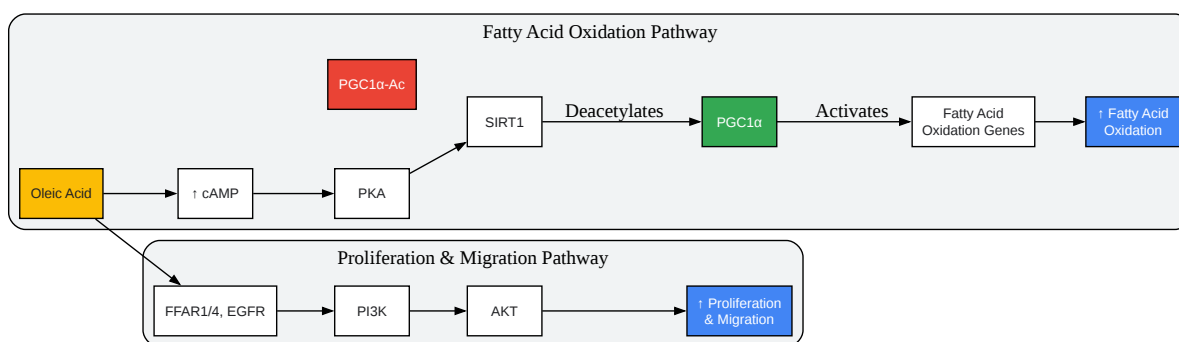 Fatty Acid Oxidation Pathway
PGC1α-Ac
SIRT1
Deacetylates
PGC1α
Activates
Fatty Acid
Oxidation Genes
↑ Fatty Acid
Oxidation
Oleic Acid
↑ cAMP
PKA
Proliferation & Migration Pathway
FFAR1/4, EGFR
PI3K
AKT
↑ Proliferation
& Migration